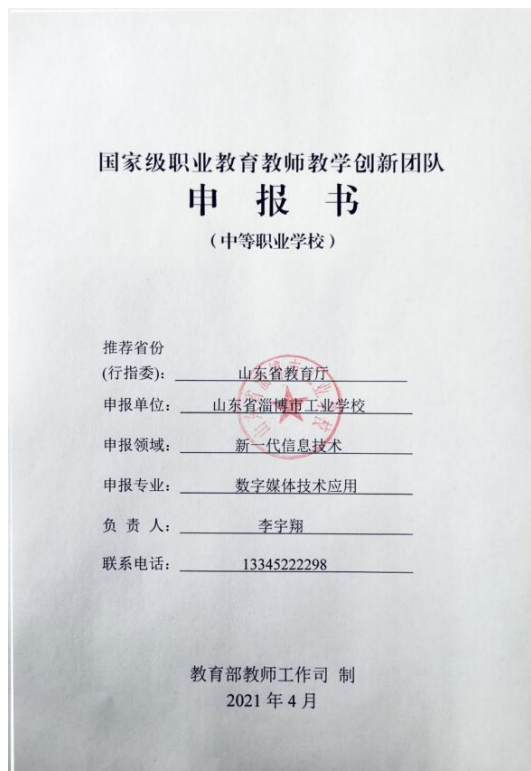 国家级职业教育教师教学创新团队
申 报 书
（中等职业学校）
推荐省份
(行指委): 山东省教育厅
申报单位: 山东省淄博市工业学校
申报领域: 新一代信息技术
申报专业: 数字媒体技术应用
负 责 人: 李宇翔
联系电话: 13345222298
教育部教师工作司 制
2021 年 4 月